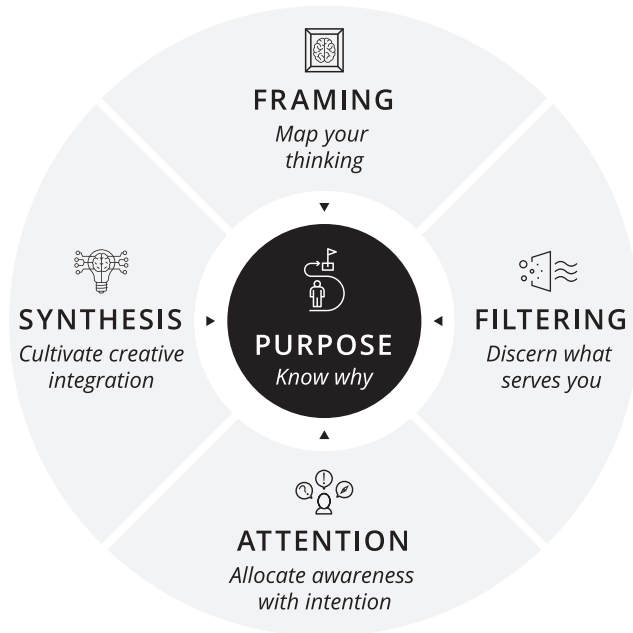 FRAMING
Map your
thinking
SYNTHESIS
Cultivate creative
integration
PURPOSE
Know why
FILTERING
Discern what
serves you
ATTENTION
Allocate awareness
with intention